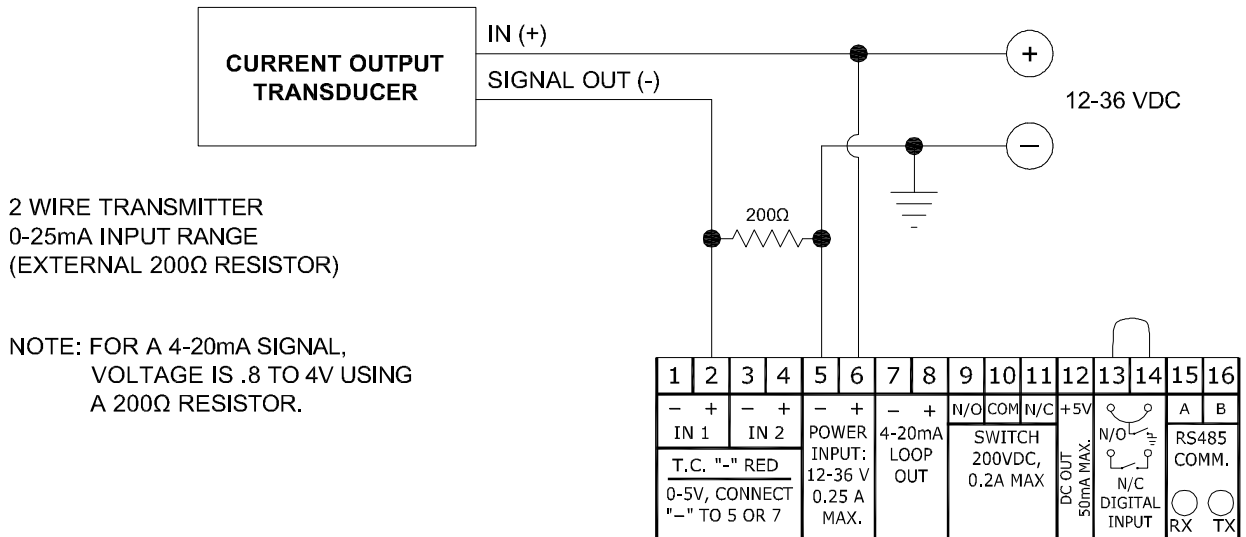 CURRENT OUTPUT
TRANSDUCER
IN (+)
SIGNAL OUT (-)
+
12-36 VDC
−
200Ω
2 WIRE TRANSMITTER
0-25mA INPUT RANGE
(EXTERNAL 200Ω RESISTOR)
NOTE: FOR A 4-20mA SIGNAL,
VOLTAGE IS .8 TO 4V USING
A 200Ω RESISTOR.
1 2 3 4 5 6 7 8 9 10 11 12 13 14 15 16
− +
IN 1
− +
IN 2
T.C. "-" RED
0-5V, CONNECT
"−" TO 5 OR 7
− +
POWER
INPUT:
12-36 V
0.25 A
MAX.
− +
4-20mA
LOOP
OUT
N/O COM N/C
SWITCH
200VDC,
0.2A MAX
+5V
DC OUT
50mA MAX.
N/O
N/C
DIGITAL
INPUT
A B
RS485
COMM.
RX TX